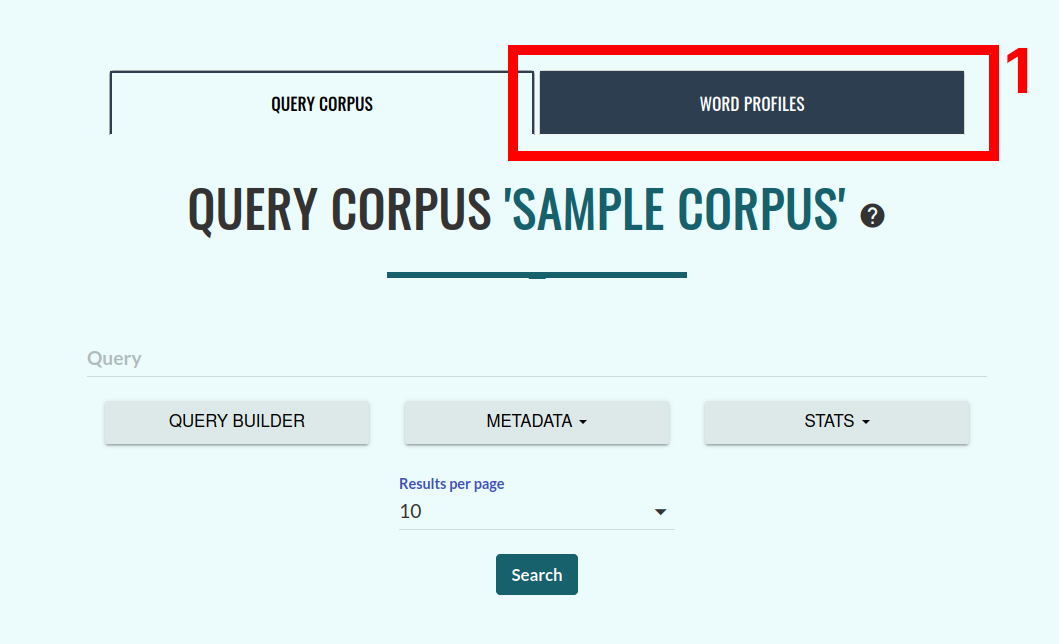 QUERY CORPUS
WORD PROFILES
1
QUERY CORPUS 'SAMPLE CORPUS' ?
Query
QUERY BUILDER
METADATA
STATS
Results per page
10
Search